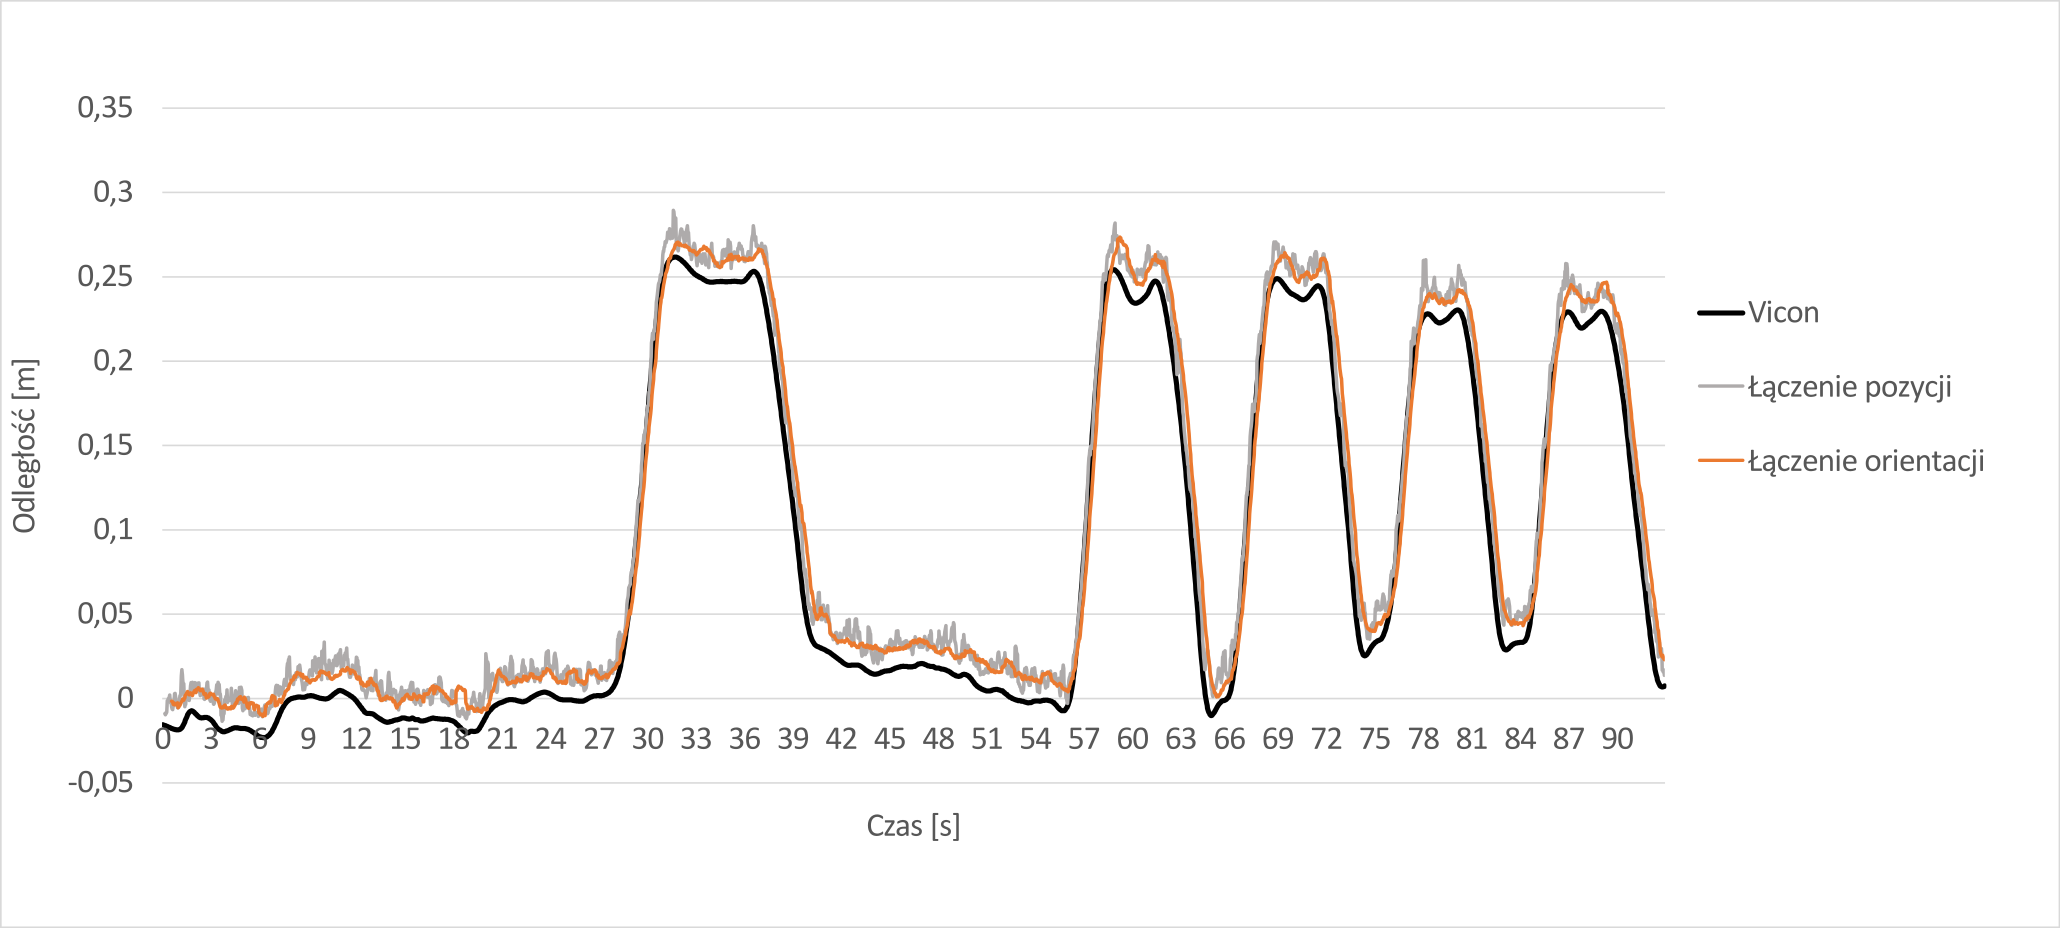 0,35
0,3
0,25
0,2
0,15
0,1
0,05
0
-0,05
Odległość [m]
0 3 6 9 12 15 18 21 24 27 30 33 36 39 42 45 48 51 54 57 60 63 66 69 72 75 78 81 84 87 90
Czas [s]
Vicon
Łączenie pozycji
Łączenie orientacji